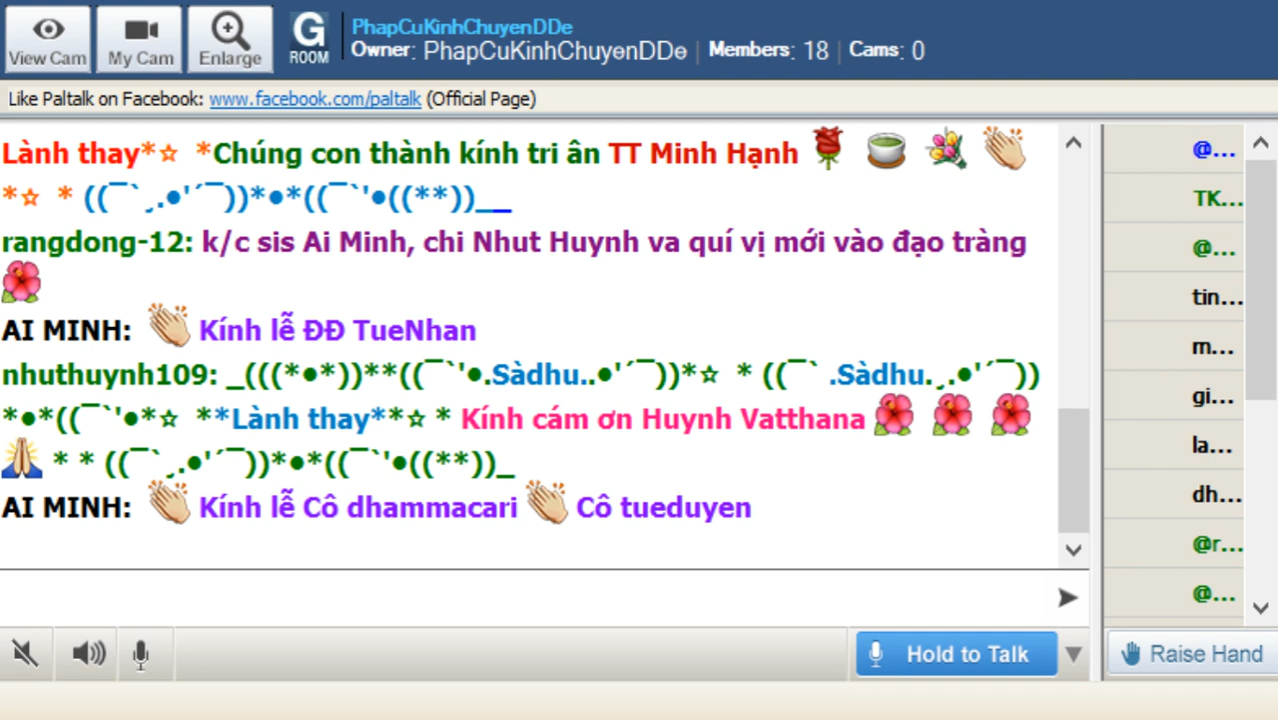 View Cam
My Cam
Enlarge
G
ROOM
PhapCuKinhChuyenDDe
Owner: PhapCuKinhChuyenDDe | Members: 18 | Cams: 0
Like Paltalk on Facebook: www.facebook.com/paltalk (Official Page)
Lành thay*☆ *Chúng con thành kính tri ân TT Minh Hạnh 🌹 🍵 💐 👏
*☆ * ((¯`¸.●'´¯))*●*((¯`'●((**))__
rangdong-12: k/c sis Ai Minh, chi Nhut Huynh va quí vị mới vào đạo tràng
🌺
AI MINH: 👏 Kính lễ ĐĐ TueNhan
nhuthuynh109: _(((*●*))**((¯`'●.Sàdhu..●'´¯))*☆ * ((¯` .Sàdhu.¸.●'´¯))
*●*((¯`'●*☆ **Lành thay**☆ * Kính cám ơn Huynh Vatthana 🌺 🌺 🌺
🙏 * * ((¯`¸.●'´¯))*●*((¯`'●((**))_
AI MINH: 👏 Kính lễ Cô dhammacari 👏 Cô tueduyen
@...
TK...
@...
tin...
m...
gi...
la...
dh...
@r...
@...
Hold to Talk
Raise Hand